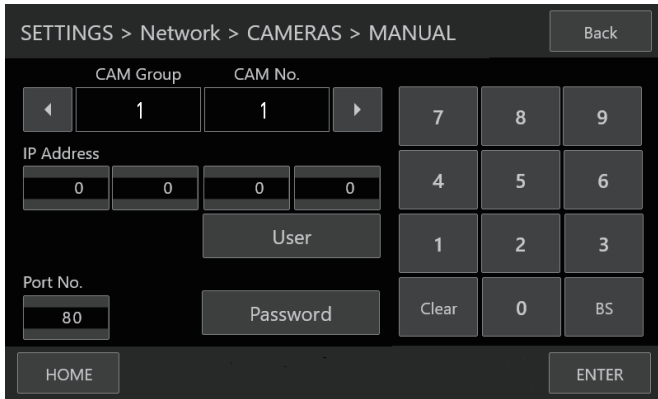 SETTINGS > Network > CAMERAS > MANUAL
Back
CAM Group
CAM No.
1
1
IP Address
0
0
0
0
User
Port No.
80
Password
7
8
9
4
5
6
1
2
3
Clear
0
BS
HOME
ENTER